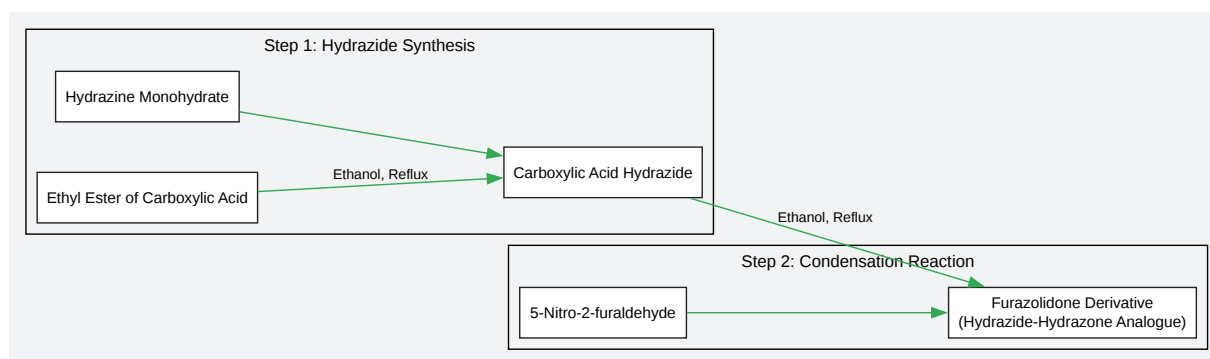 Step 1: Hydrazide Synthesis
Hydrazine Monohydrate
Ethanol, Reflux
Carboxylic Acid Hydrazide
Ethyl Ester of Carboxylic Acid
Ethanol, Reflux
Step 2: Condensation Reaction
5-Nitro-2-furaldehyde
Furazolidone Derivative
(Hydrazide-Hydrazone Analogue)